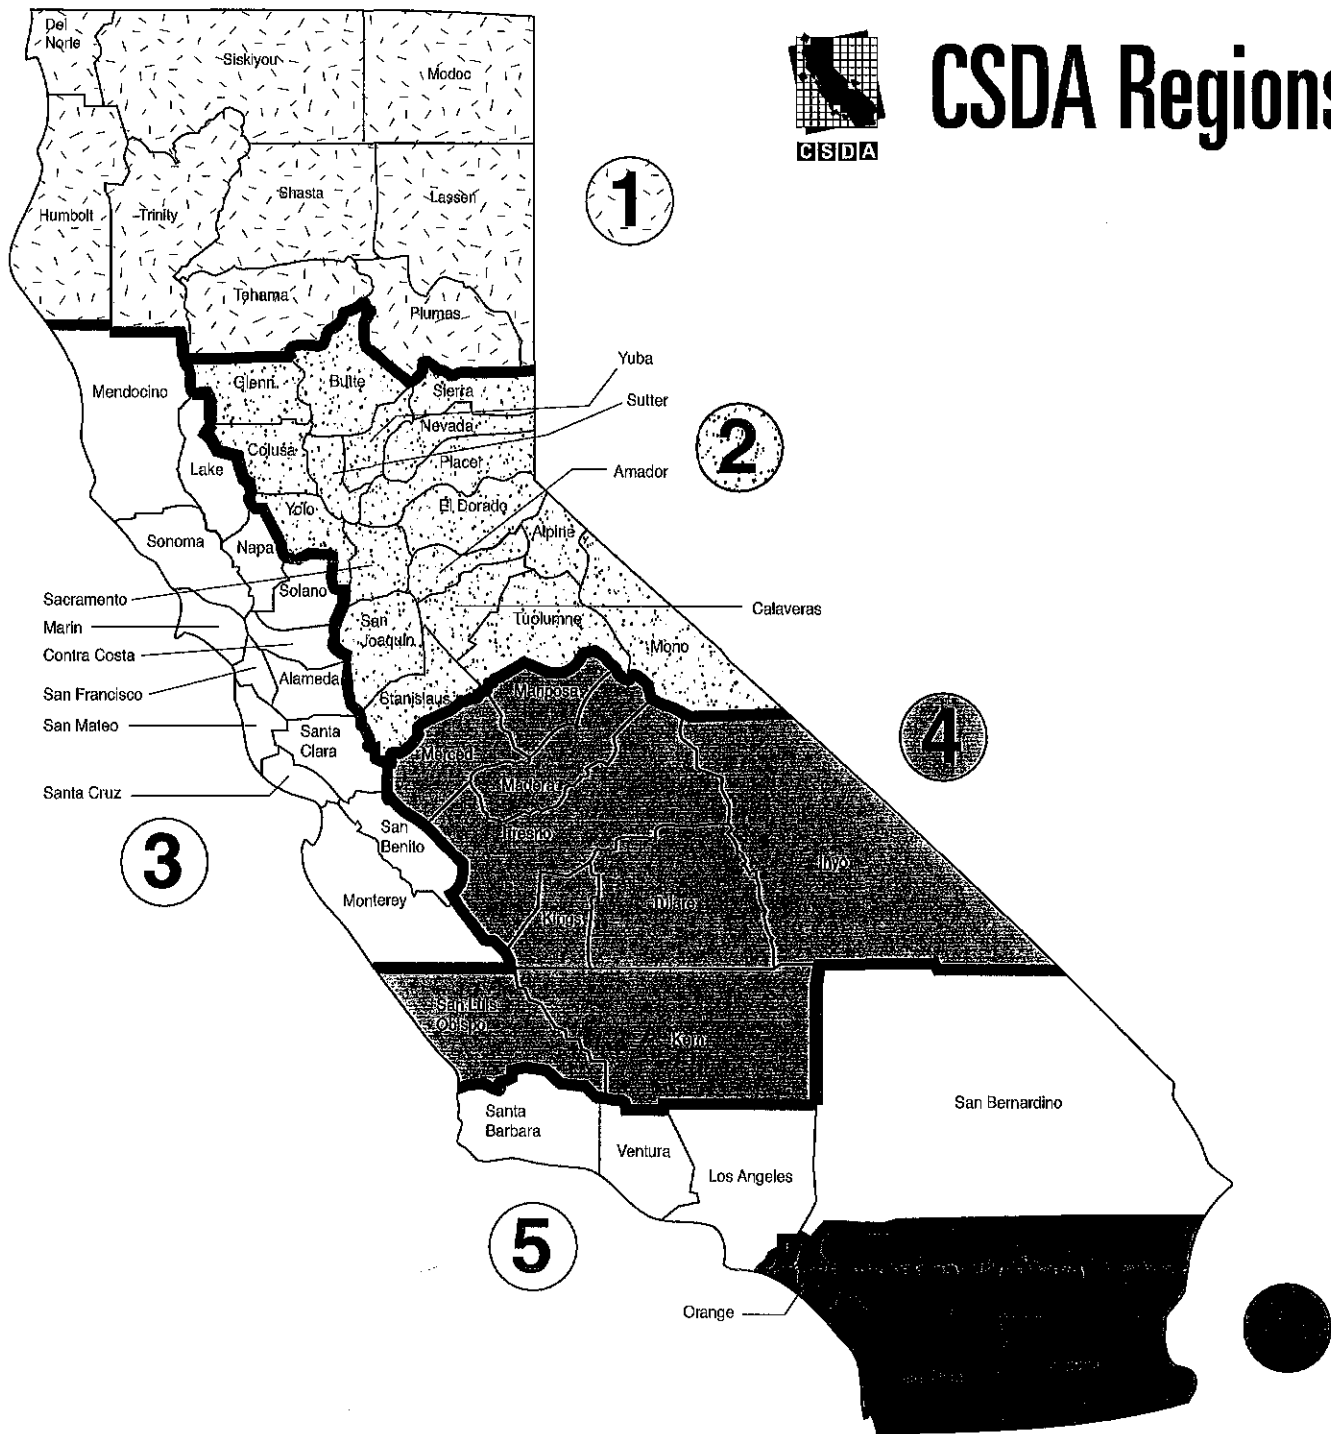 CSDA Regions
CSDA
Del
Norte
Siskiyou
Modoc
Humbolt
Trinity
Shasta
Lassen
1
Tehama
Plumas
Mendocino
Glenn
Butte
Sierra
Yuba
Sutter
Nevada
Colusa
Lake
Placer
2
Amador
Yolo
El Dorado
Sonoma
Napa
Alpine
Solano
Sacramento
Calaveras
Marin
San
Joaquin
Tuolumne
Mono
Contra Costa
Alameda
San Francisco
Stanislaus
Mariposa
San Mateo
Santa
Clara
Merced
4
Santa Cruz
Madera
3
San
Benito
Fresno
Inyo
Monterey
Kings
Tulare
San Luis
Obispo
Kern
Santa
Barbara
San Bernardino
Ventura
Los Angeles
5
Orange